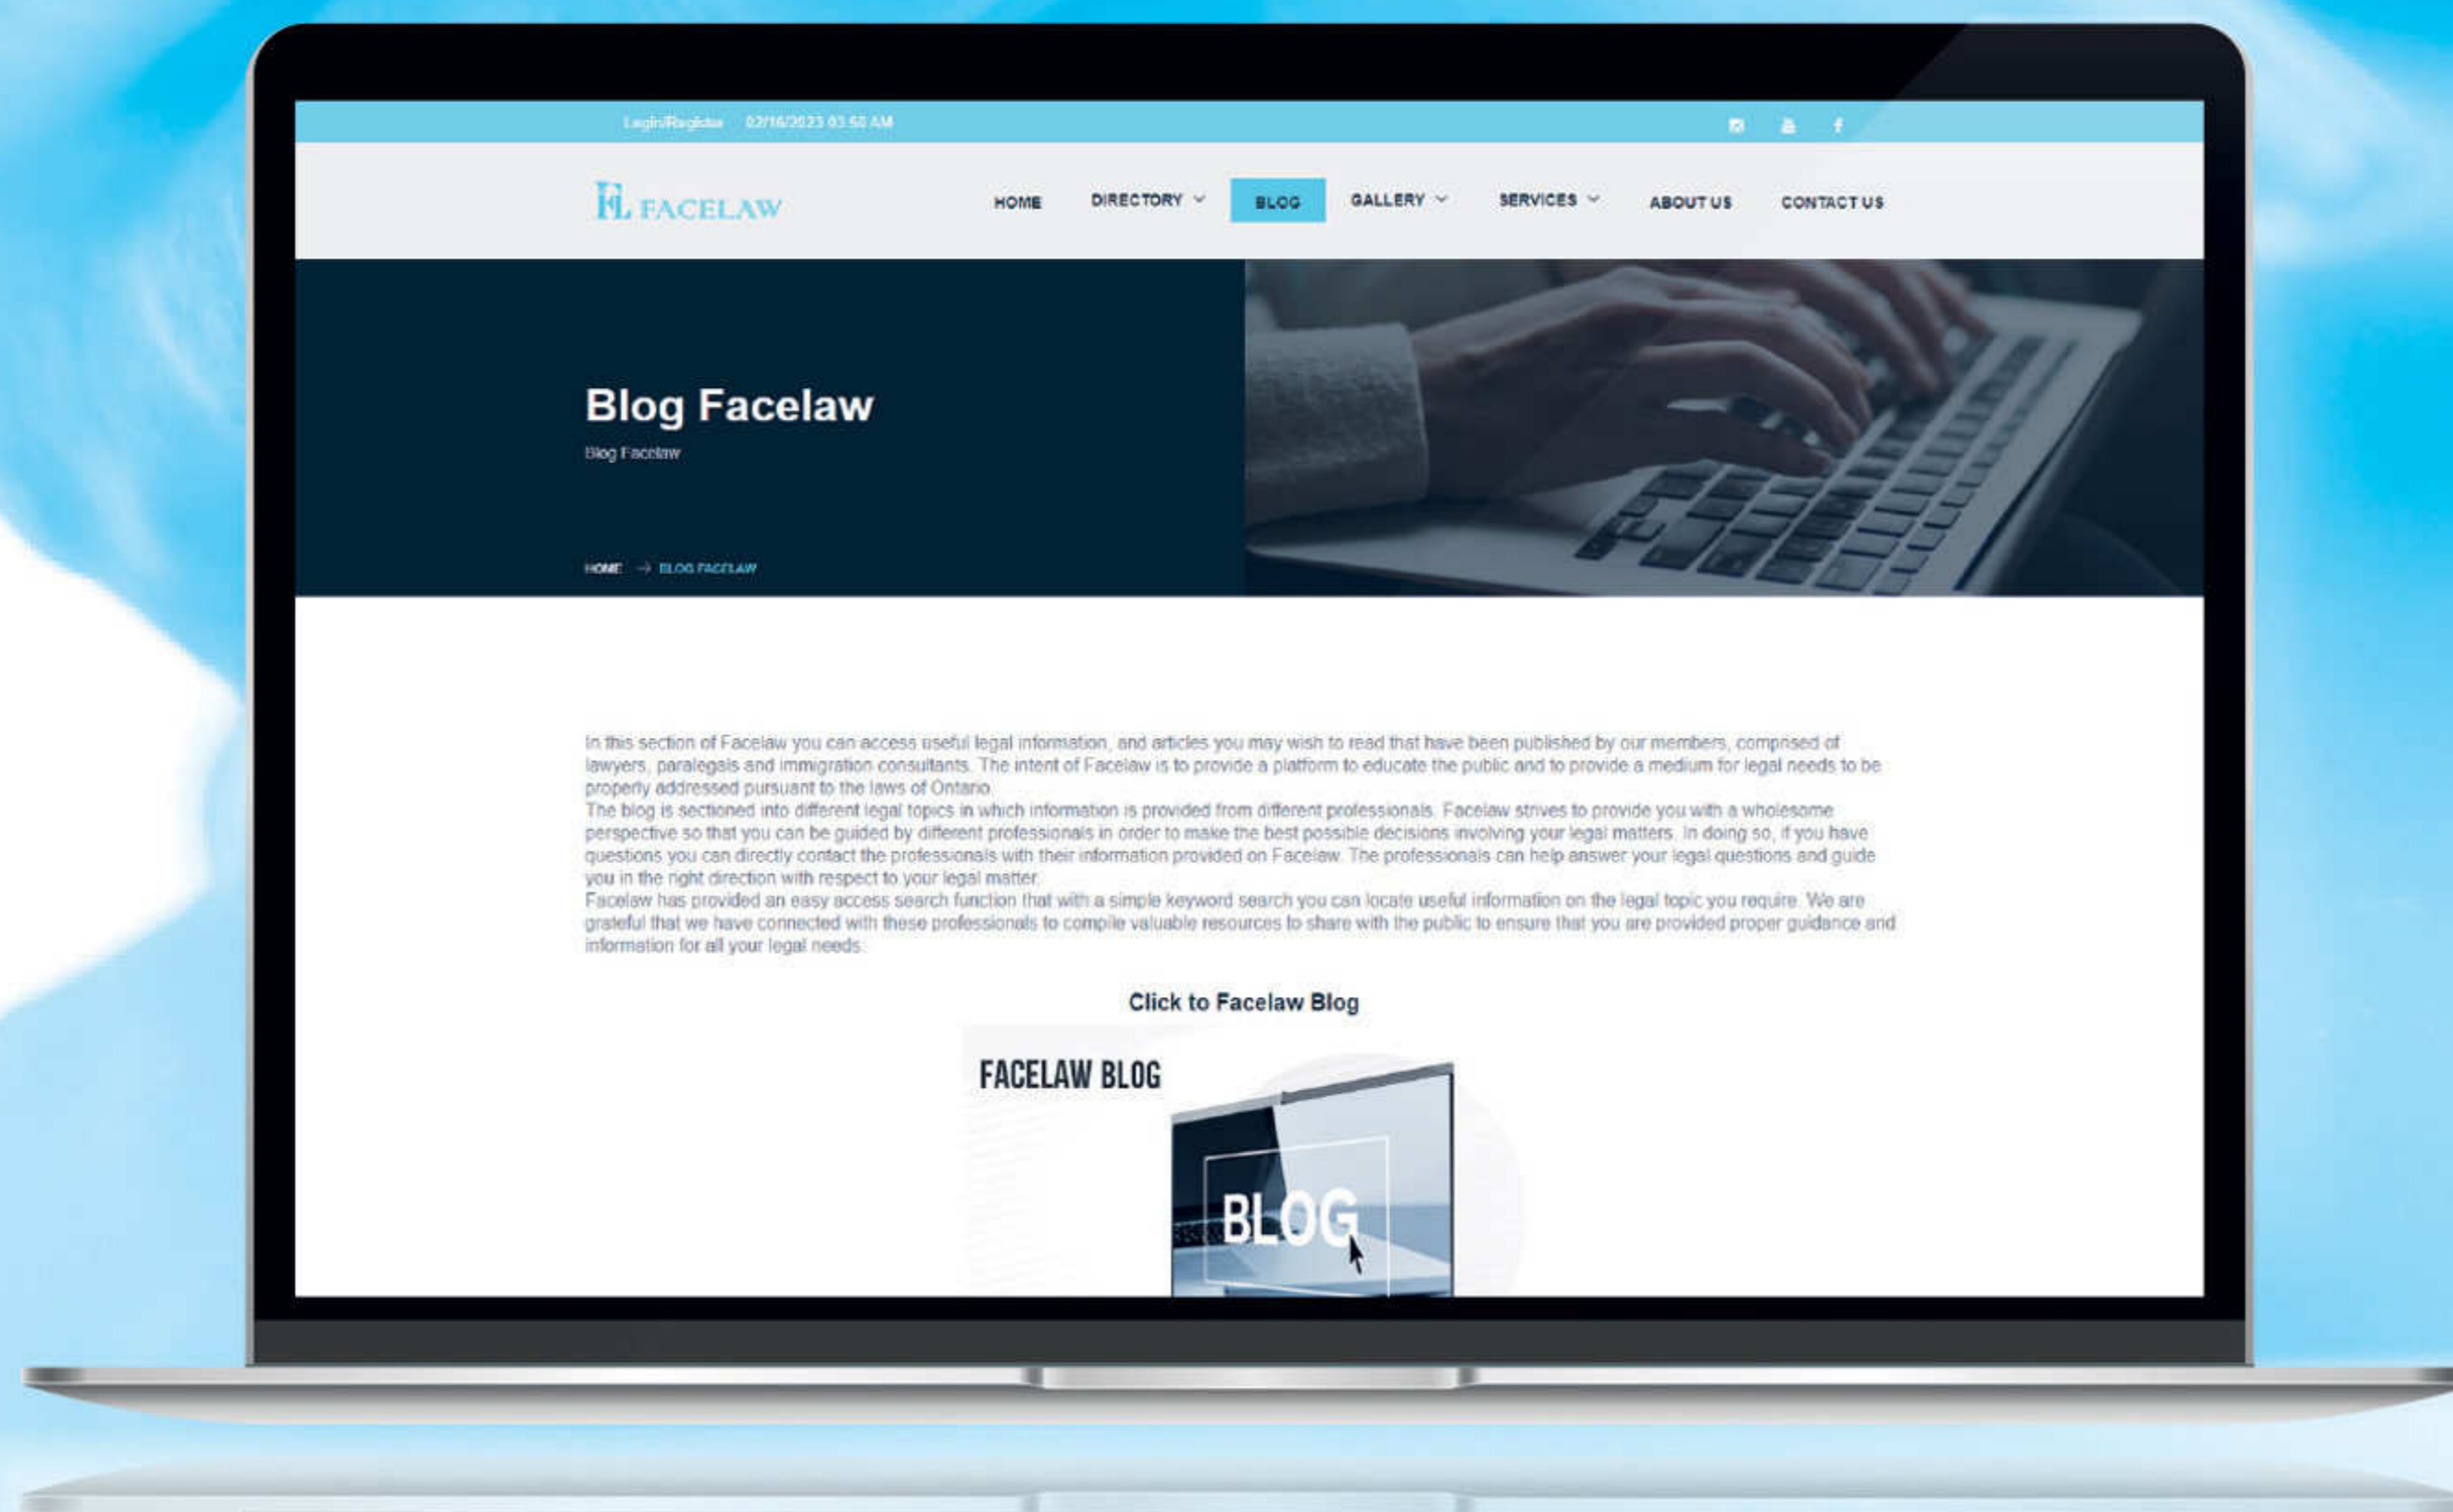 Login/Register 02/16/2023 03:50 AM
FL FACELAW
HOME DIRECTORY BLOG GALLERY SERVICES ABOUT US CONTACT US
Blog Facelaw
Blog Facelaw
HOME → BLOG FACELAW
In this section of Facelaw you can access useful legal information, and articles you may wish to read that have been published by our members, comprised of
lawyers, paralegals and immigration consultants. The intent of Facelaw is to provide a platform to educate the public and to provide a medium for legal needs to be
properly addressed pursuant to the laws of Ontario.
The blog is sectioned into different legal topics in which information is provided from different professionals. Facelaw strives to provide you with a wholesome
perspective so that you can be guided by different professionals in order to make the best possible decisions involving your legal matters. In doing so, if you have
questions you can directly contact the professionals with their information provided on Facelaw. The professionals can help answer your legal questions and guide
you in the right direction with respect to your legal matter.
Facelaw has provided an easy access search function that with a simple keyword search you can locate useful information on the legal topic you require. We are
grateful that we have connected with these professionals to compile valuable resources to share with the public to ensure that you are provided proper guidance and
information for all your legal needs.
Click to Facelaw Blog
FACELAW BLOG
BLOG